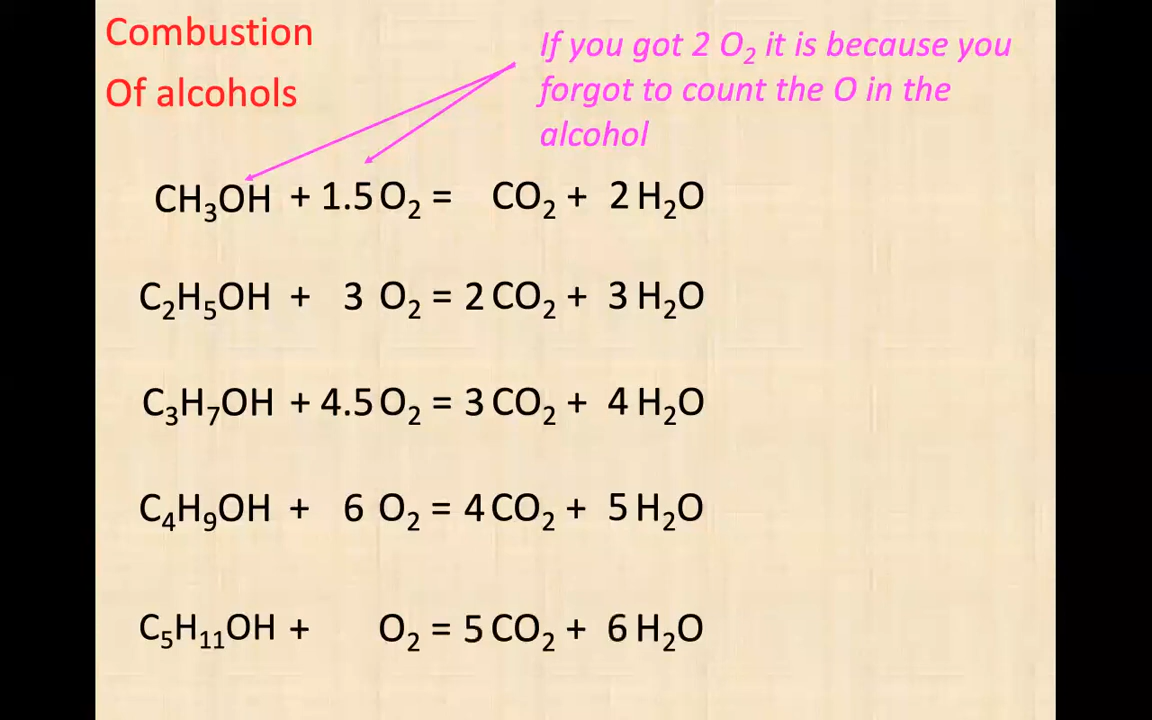 Combustion
Of alcohols
If you got 2 O₂ it is because you
forgot to count the O in the
alcohol
CH₃OH + 1.5 O₂ = CO₂ + 2 H₂O
C₂H₅OH + 3 O₂ = 2 CO₂ + 3 H₂O
C₃H₇OH + 4.5 O₂ = 3 CO₂ + 4 H₂O
C₄H₉OH + 6 O₂ = 4 CO₂ + 5 H₂O
C₅H₁₁OH + O₂ = 5 CO₂ + 6 H₂O